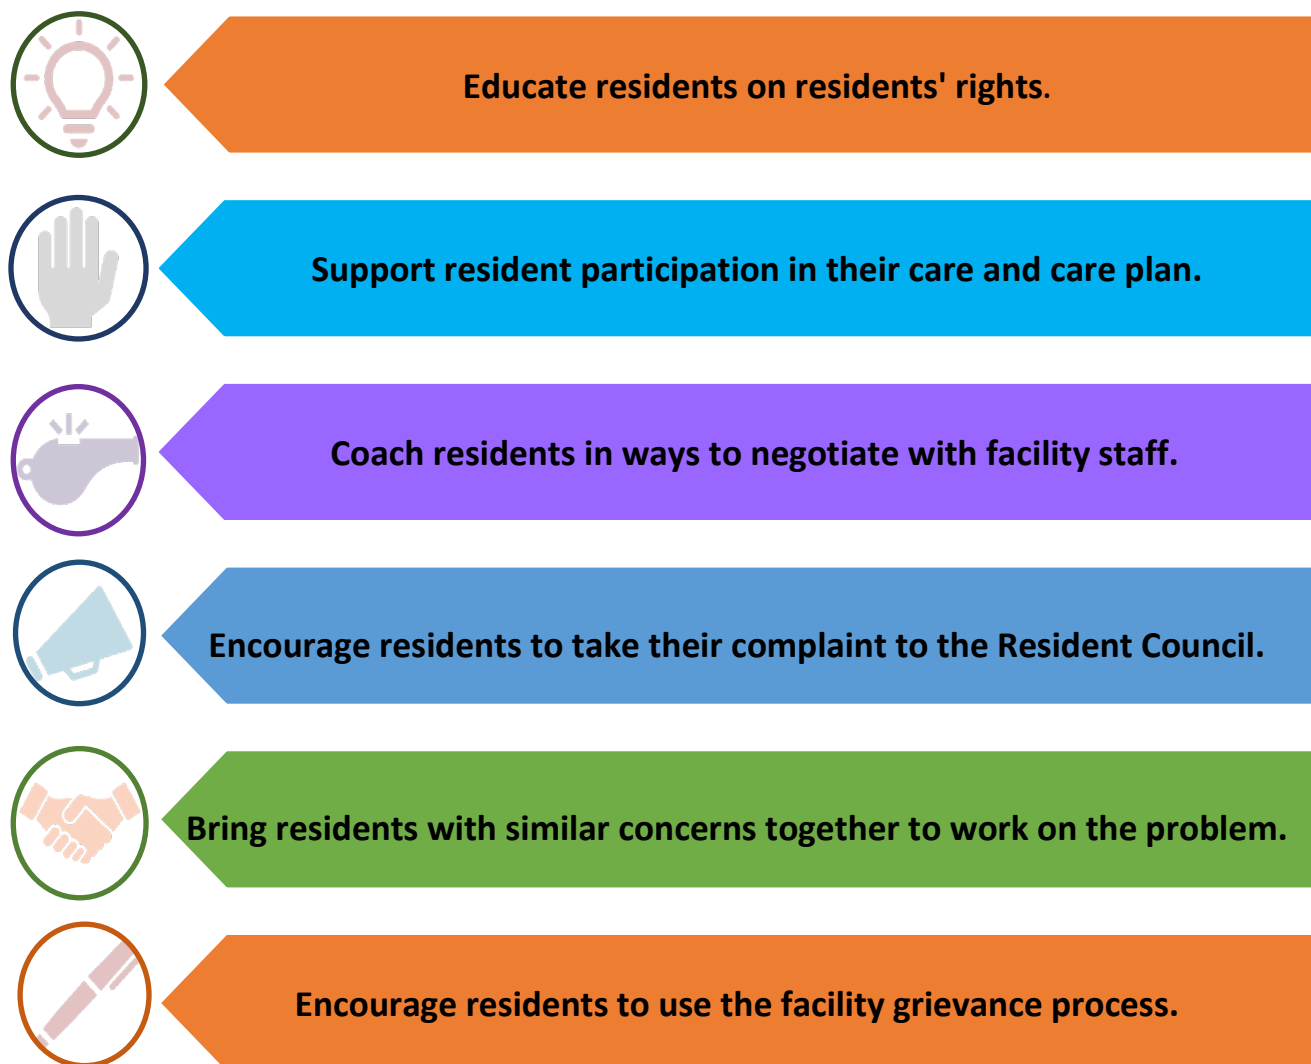 Educate residents on residents' rights.
Support resident participation in their care and care plan.
Coach residents in ways to negotiate with facility staff.
Encourage residents to take their complaint to the Resident Council.
Bring residents with similar concerns together to work on the problem.
Encourage residents to use the facility grievance process.